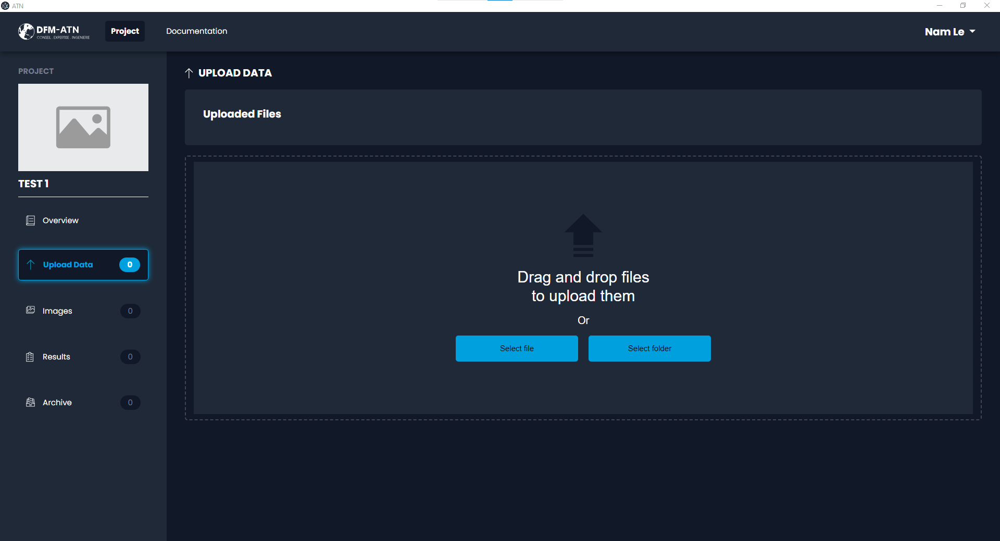 ATN
DFM-ATN
CONSEIL . EXPERTISE . INGENIERIE
Project
Documentation
Nam Le
PROJECT
TEST 1
Overview
Upload Data
0
Images
0
Results
0
Archive
0
UPLOAD DATA
Uploaded Files
Drag and drop files
to upload them
Or
Select file
Select folder